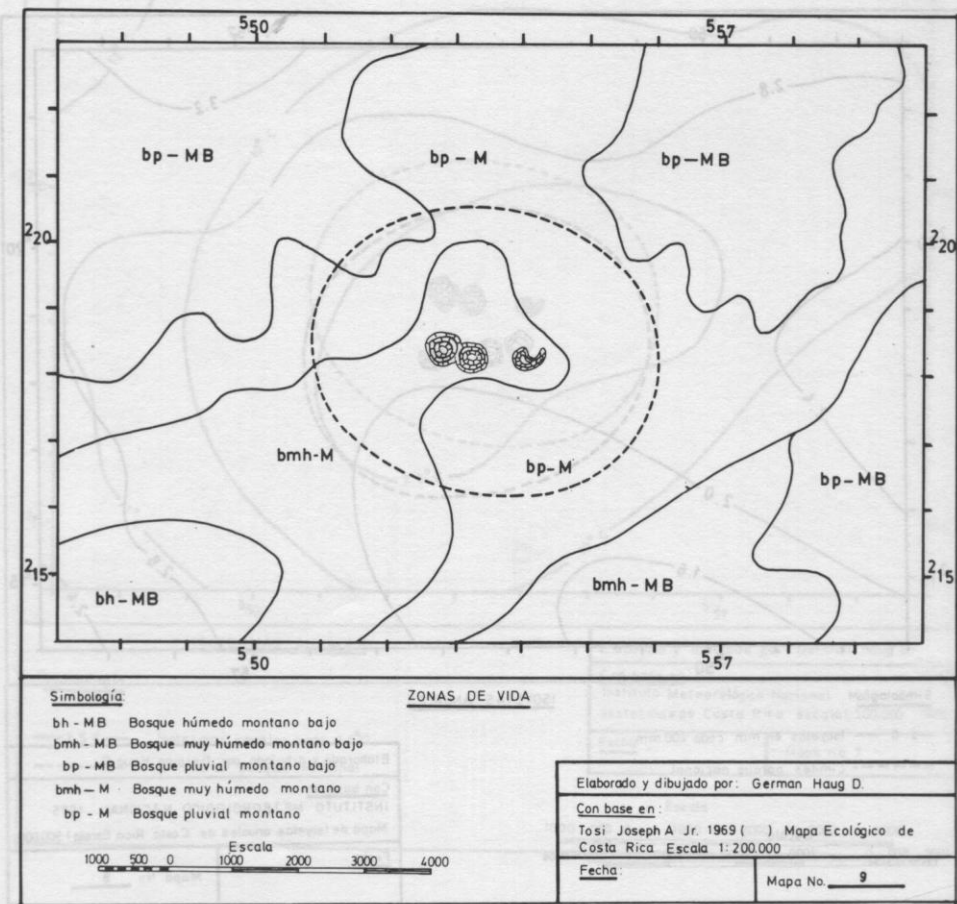 550 557
bp-MB bp-M bp-MB
220 220
bmh-M bp-M bp-MB
215 215
bh-MB bmh-MB
550 557
Simbología: ZONAS DE VIDA
bh-MB Bosque húmedo montano bajo
bmh-MB Bosque muy húmedo montano bajo
bp-MB Bosque pluvial montano bajo
bmh-M Bosque muy húmedo montano
bp-M Bosque pluvial montano
Escala
1000 500 0 1000 2000 3000 4000
Elaborado y dibujado por: German Haug D.
Con base en:
Tosi Joseph A Jr. 1969 ( ) Mapa Ecológico de
Costa Rica Escala 1:200.000
Fecha:
Mapa No. 9